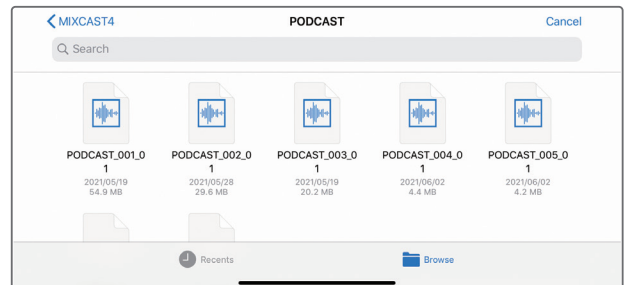 MIXCAST4
PODCAST
Cancel
Search
PODCAST_001_0
1
2021/05/19
54.9 MB
PODCAST_002_0
1
2021/05/28
29.6 MB
PODCAST_003_0
1
2021/05/19
20.2 MB
PODCAST_004_0
1
2021/06/02
4.4 MB
PODCAST_005_0
1
2021/06/02
4.2 MB
Recents
Browse